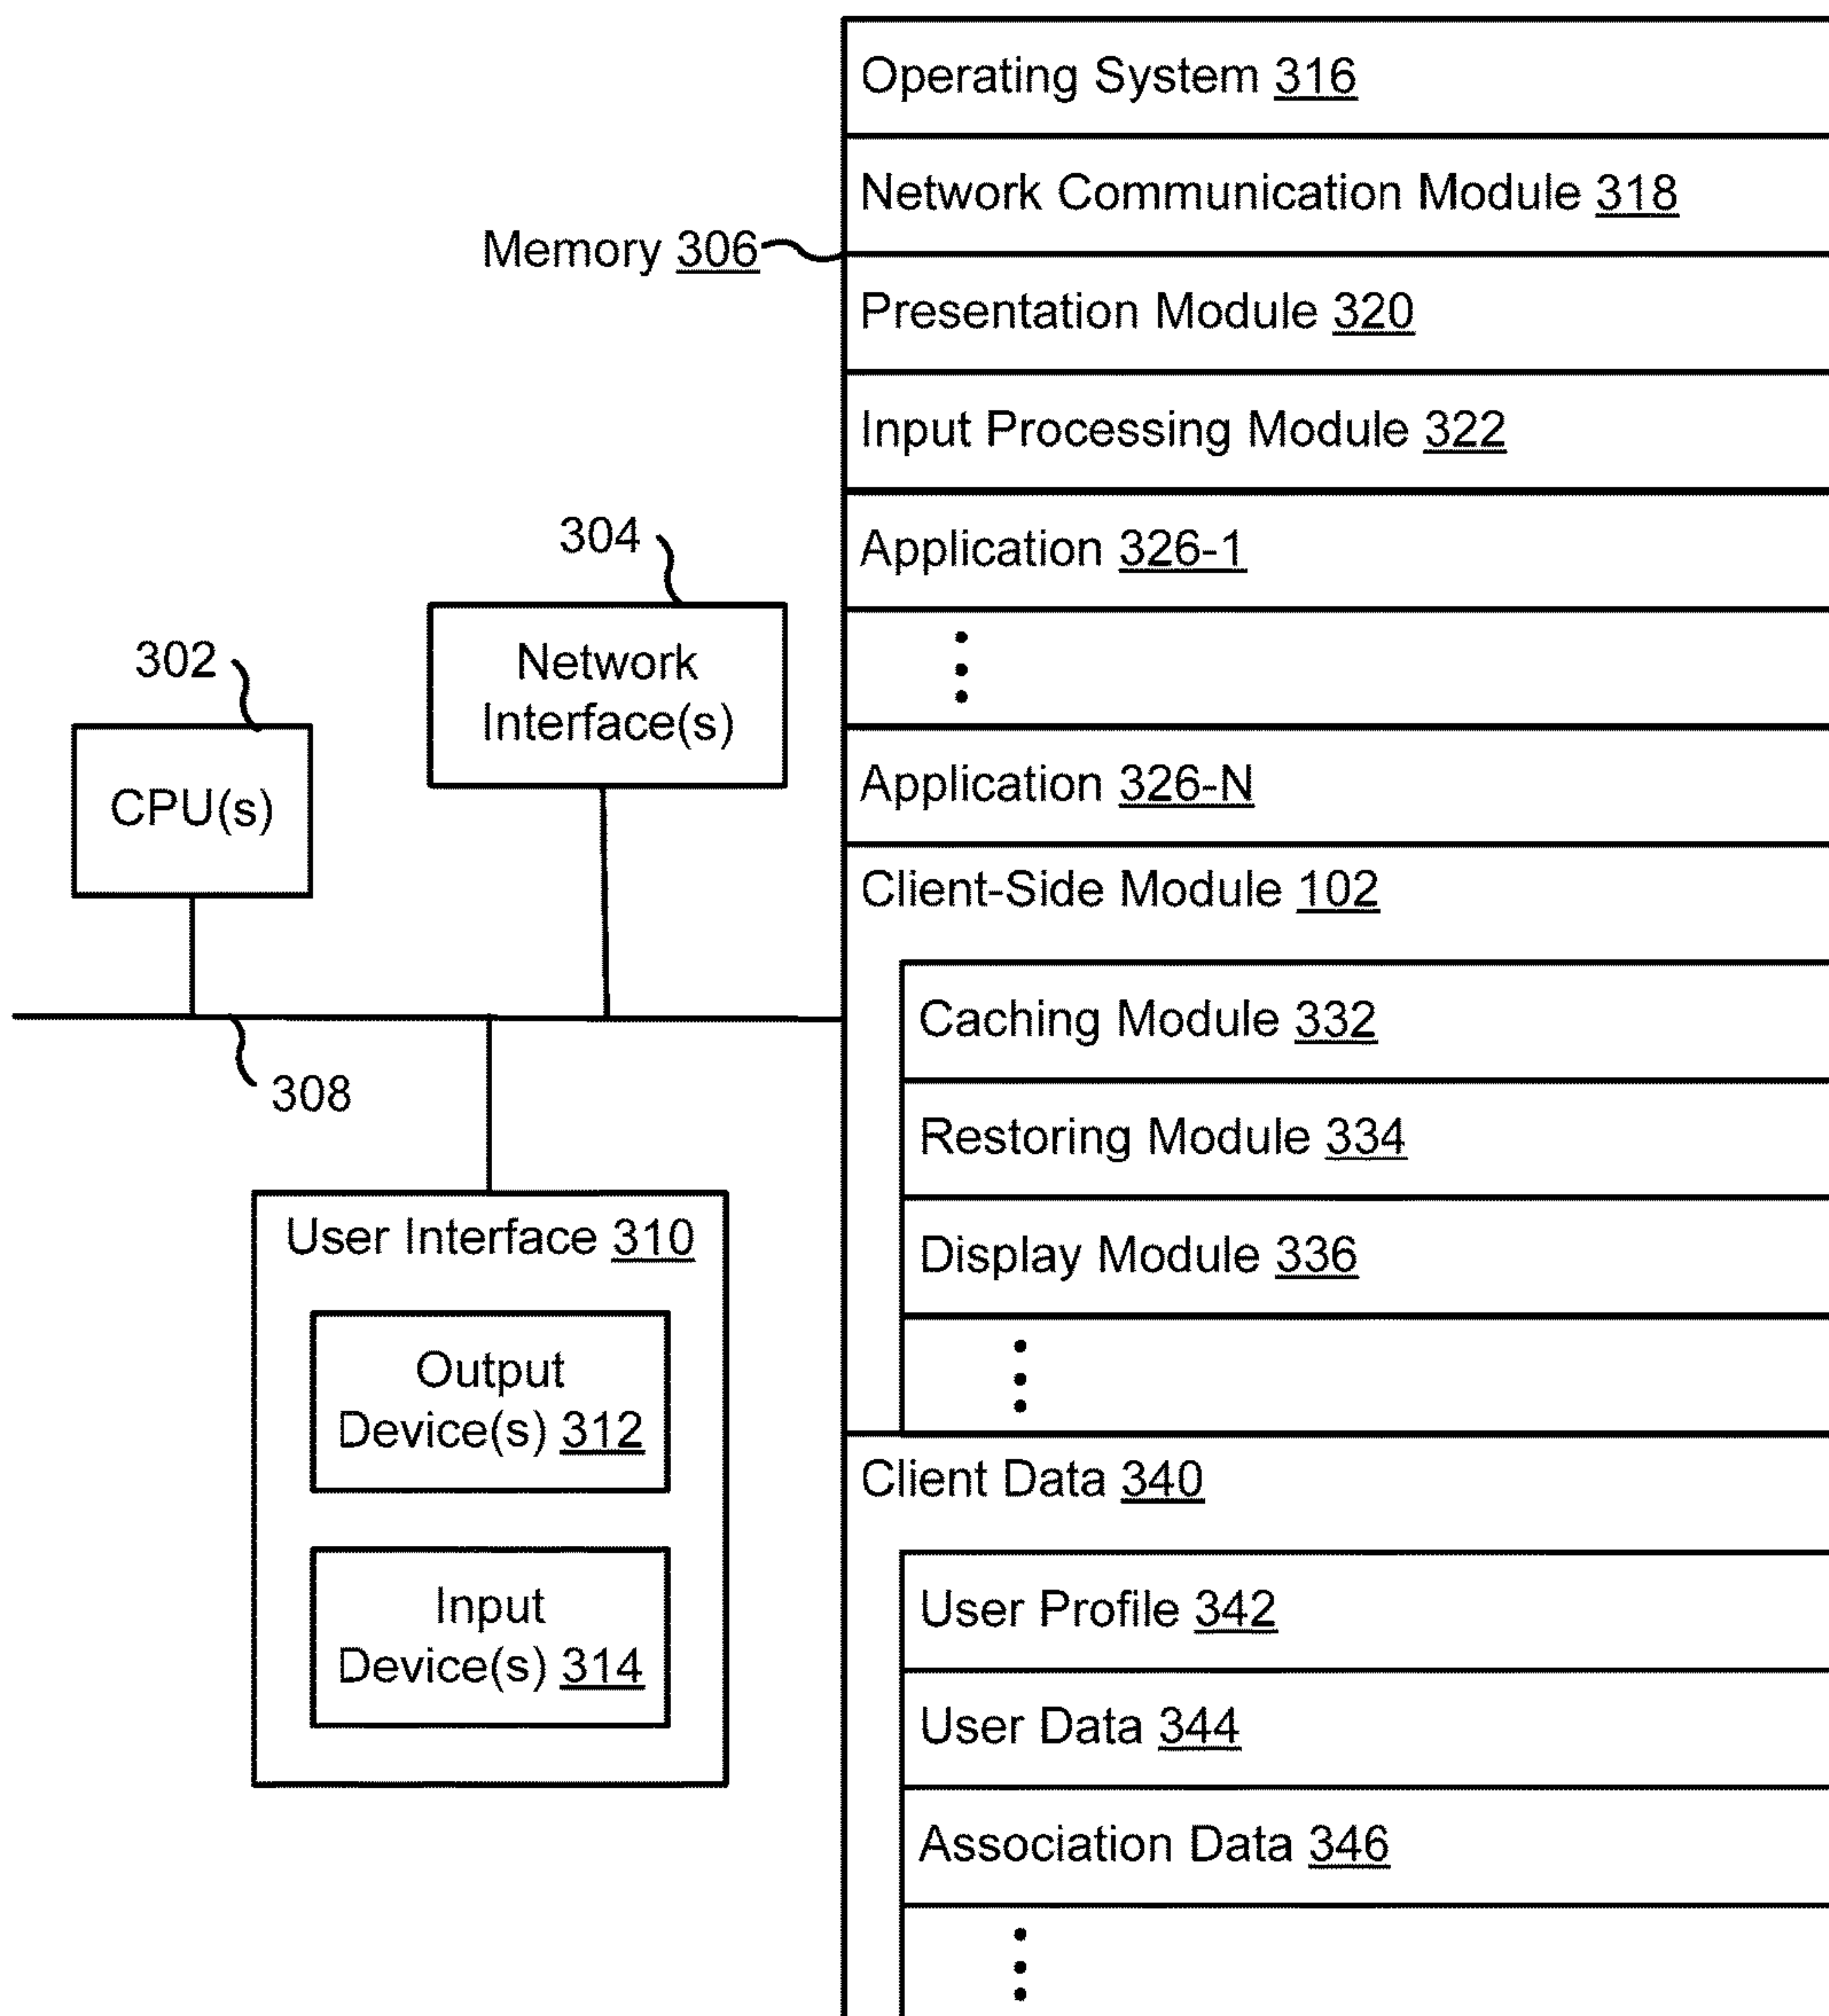 Operating System 316
Network Communication Module 318
Memory 306
Presentation Module 320
Input Processing Module 322
Application 326-1
304
Network
Interface(s)
302
CPU(s)
Application 326-N
Client-Side Module 102
Caching Module 332
308
Restoring Module 334
User Interface 310
Display Module 336
Output
Device(s) 312
Client Data 340
Input
Device(s) 314
User Profile 342
User Data 344
Association Data 346